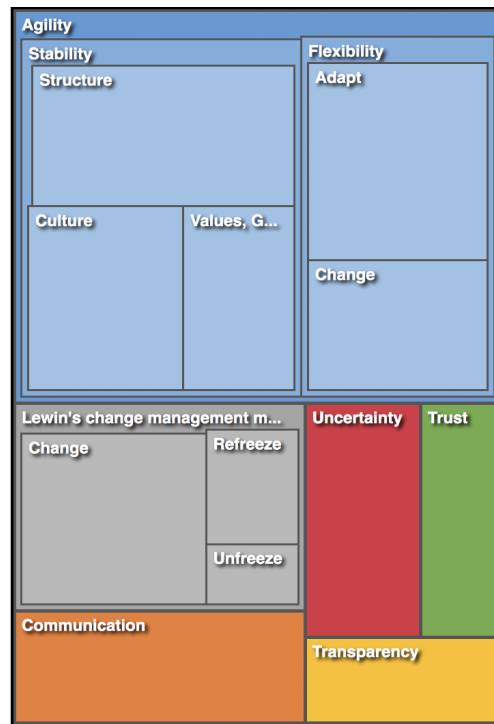 Agility
Stability
Flexibility
Structure
Adapt
Culture
Values, G...
Change
Lewin's change management m...
Uncertainty
Trust
Change
Refreeze
Unfreeze
Communication
Transparency